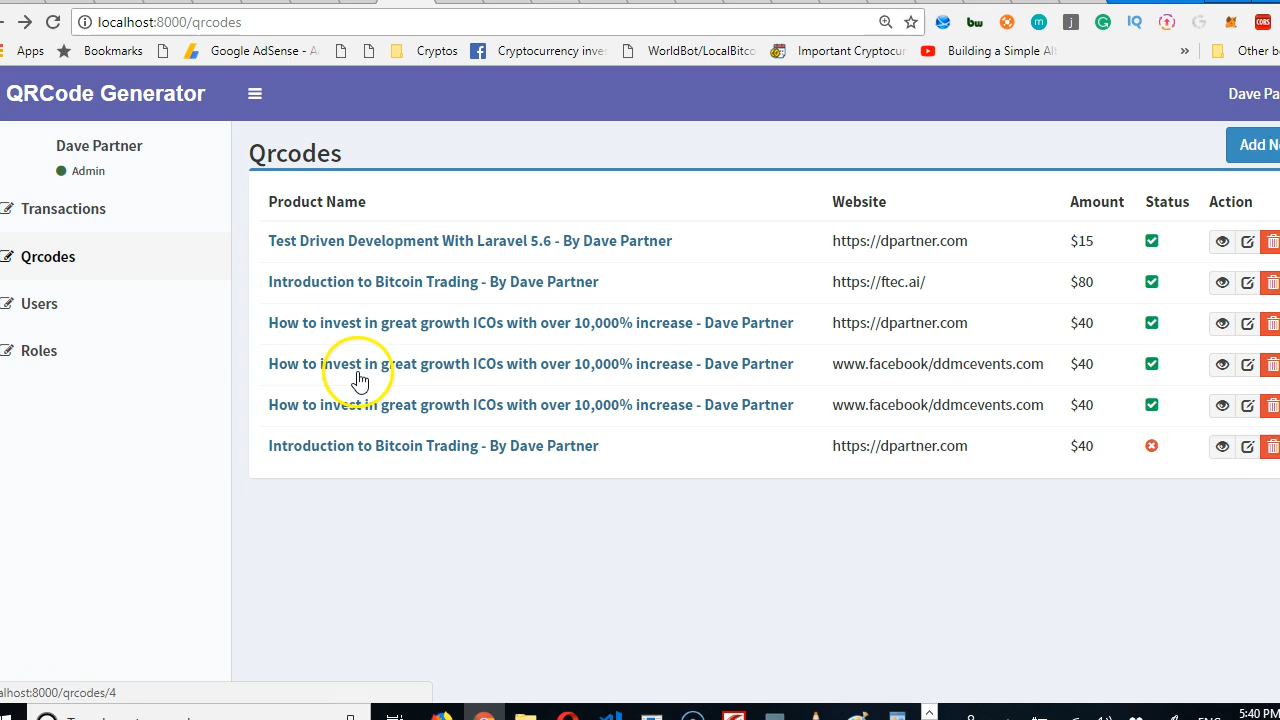 localhost:8000/qrcodes
bw
m
j
IQ
CORS
Apps
Bookmarks
Google AdSense - A
Cryptos
Cryptocurrency inve
WorldBot/LocalBitco
Important Cryptocur
Building a Simple Alt
»
Other b
QRCode Generator
Dave Pa
Dave Partner
Admin
Transactions
Qrcodes
Users
Roles
Qrcodes
Add N
Product Name Website Amount Status Action
Test Driven Development With Laravel 5.6 - By Dave Partner https://dpartner.com $15
Introduction to Bitcoin Trading - By Dave Partner https://ftec.ai/ $80
How to invest in great growth ICOs with over 10,000% increase - Dave Partner https://dpartner.com $40
How to invest in great growth ICOs with over 10,000% increase - Dave Partner www.facebook/ddmcevents.com $40
How to invest in great growth ICOs with over 10,000% increase - Dave Partner www.facebook/ddmcevents.com $40
Introduction to Bitcoin Trading - By Dave Partner https://dpartner.com $40
alhost:8000/qrcodes/4
5:40 PM